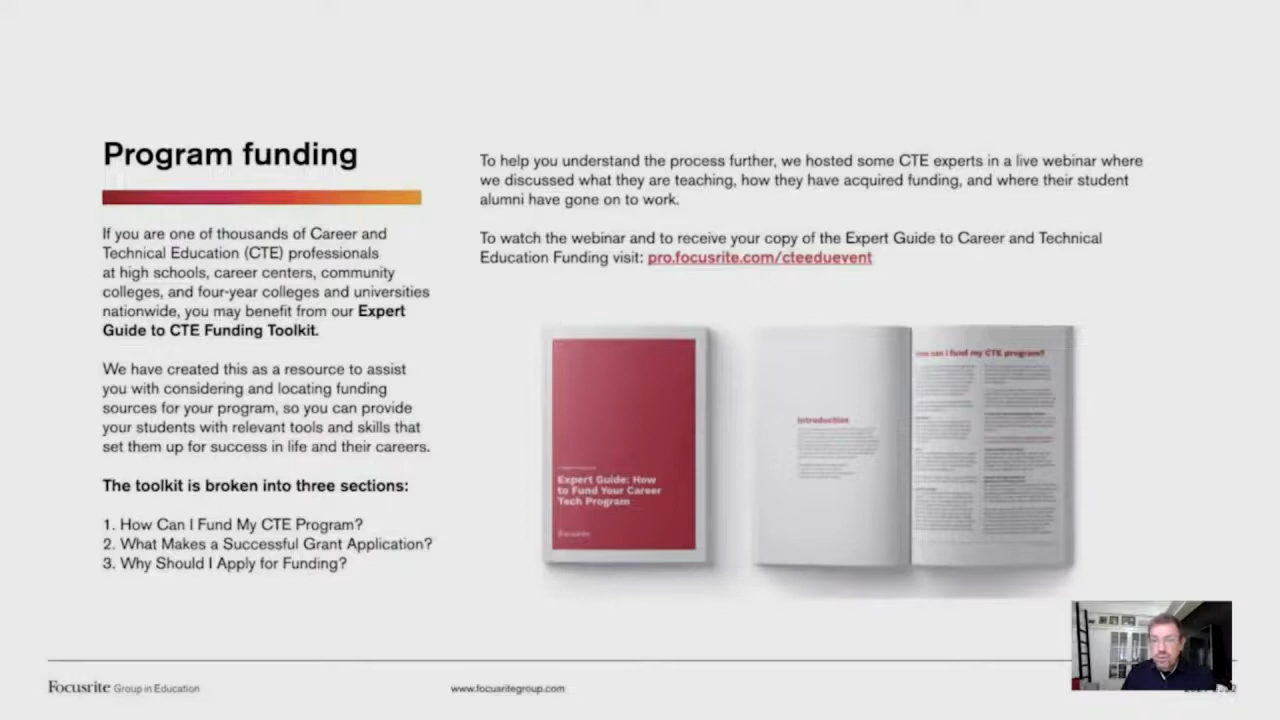 Program funding
If you are one of thousands of Career and
Technical Education (CTE) professionals
at high schools, career centers, community
colleges, and four-year colleges and universities
nationwide, you may benefit from our Expert
Guide to CTE Funding Toolkit.
We have created this as a resource to assist
you with considering and locating funding
sources for your program, so you can provide
your students with relevant tools and skills that
set them up for success in life and their careers.
The toolkit is broken into three sections:
1. How Can I Fund My CTE Program?
2. What Makes a Successful Grant Application?
3. Why Should I Apply for Funding?
To help you understand the process further, we hosted some CTE experts in a live webinar where
we discussed what they are teaching, how they have acquired funding, and where their student
alumni have gone on to work.
To watch the webinar and to receive your copy of the Expert Guide to Career and Technical
Education Funding visit: pro.focusrite.com/cteeduevent
Expert Guide: How
to Fund Your Career
Tech Program
Focusrite
Introduction
How can I fund my CTE program?
Focusrite Group in Education
www.focusritegroup.com